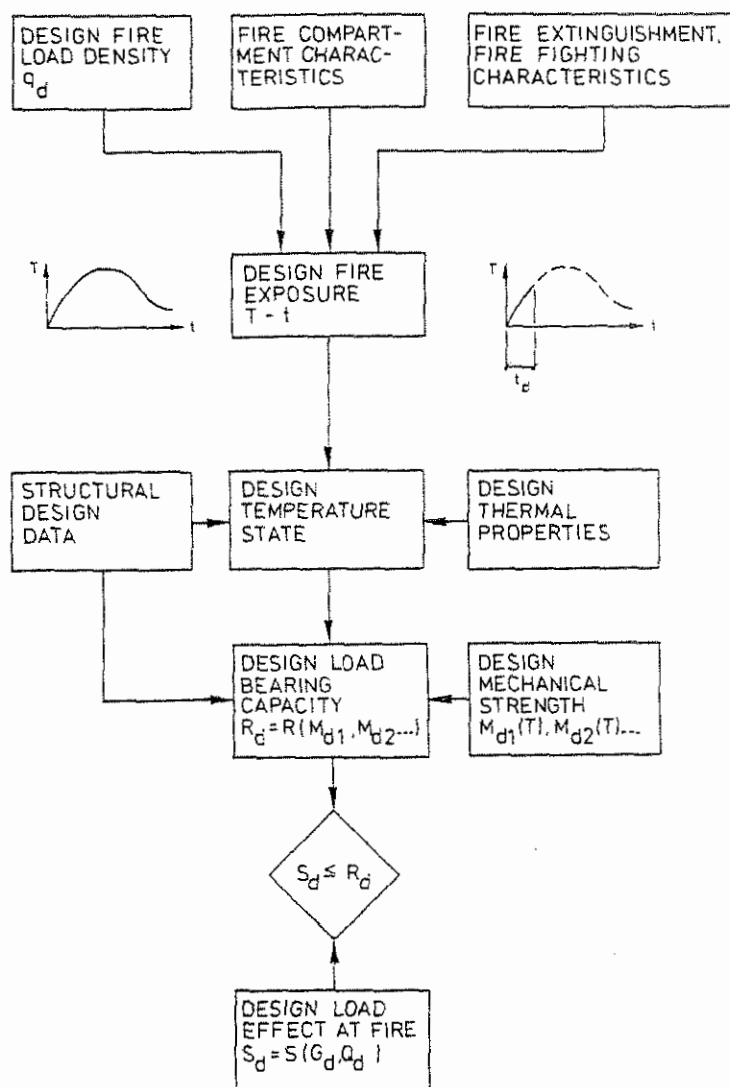 DESIGN FIRE
LOAD DENSITY
q_d
FIRE COMPART-
MENT CHARAC-
TERISTICS
FIRE EXTINGUISHMENT,
FIRE FIGHTING
CHARACTERISTICS
T
t
DESIGN FIRE
EXPOSURE
T - t
T
t
t_d
STRUCTURAL
DESIGN
DATA
DESIGN
TEMPERATURE
STATE
DESIGN
THERMAL
PROPERTIES
DESIGN LOAD
BEARING
CAPACITY
R_d = R(M_d1, M_d2...)
DESIGN
MECHANICAL
STRENGTH
M_d1(T), M_d2(T)...
S_d ≤ R_d
DESIGN LOAD
EFFECT AT FIRE
S_d = S(G_d, Q_d)